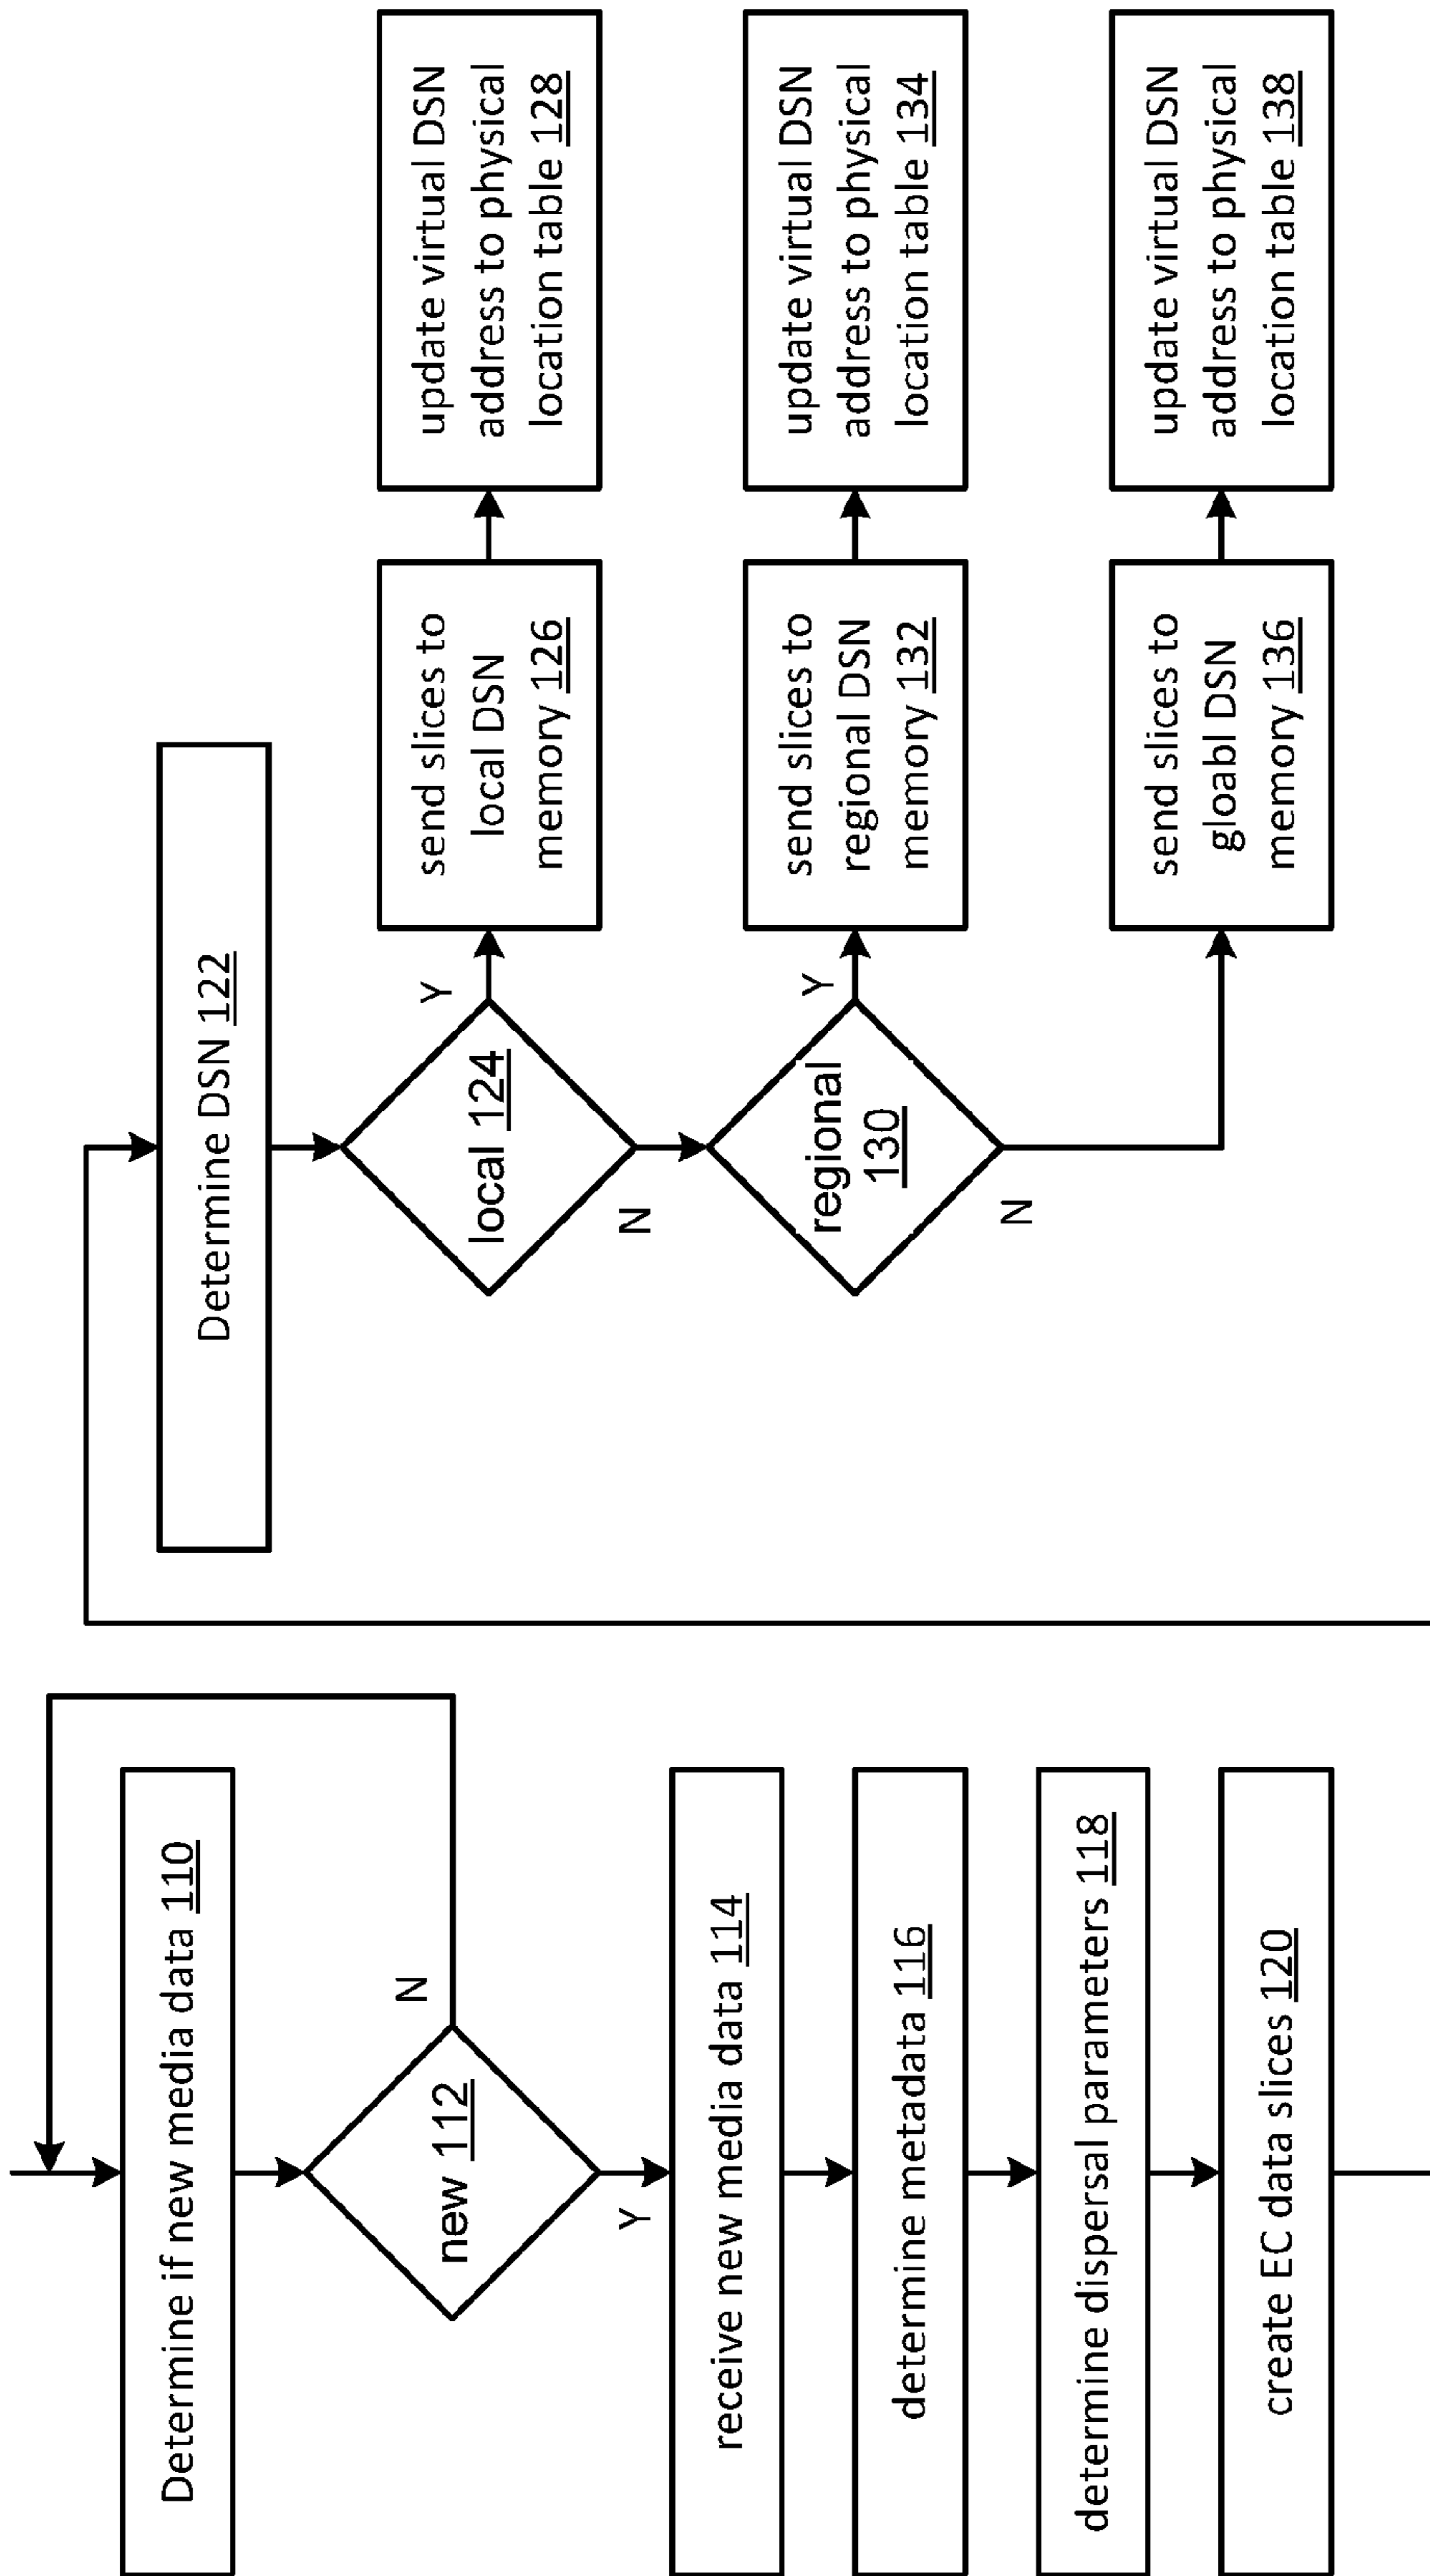 Determine if new media data 110
new 112
N
Y
receive new media data 114
determine metadata 116
determine dispersal parameters 118
create EC data slices 120
Determine DSN 122
local 124
Y
N
send slices to
local DSN
memory 126
update virtual DSN
address to physical
location table 128
regional
130
Y
N
send slices to
regional DSN
memory 132
update virtual DSN
address to physical
location table 134
send slices to
gloabl DSN
memory 136
update virtual DSN
address to physical
location table 138